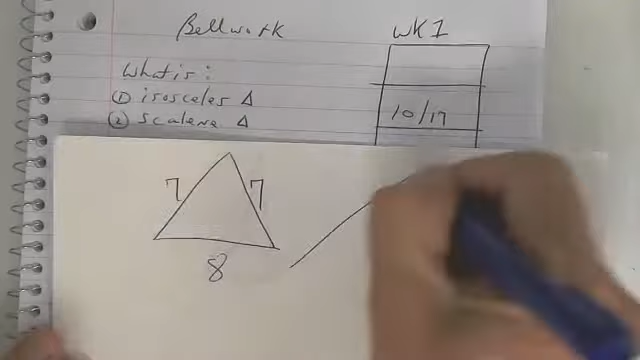 Bellwork
WK 1
What is:
① isosceles Δ
② scalene Δ
10/17
7
7
8